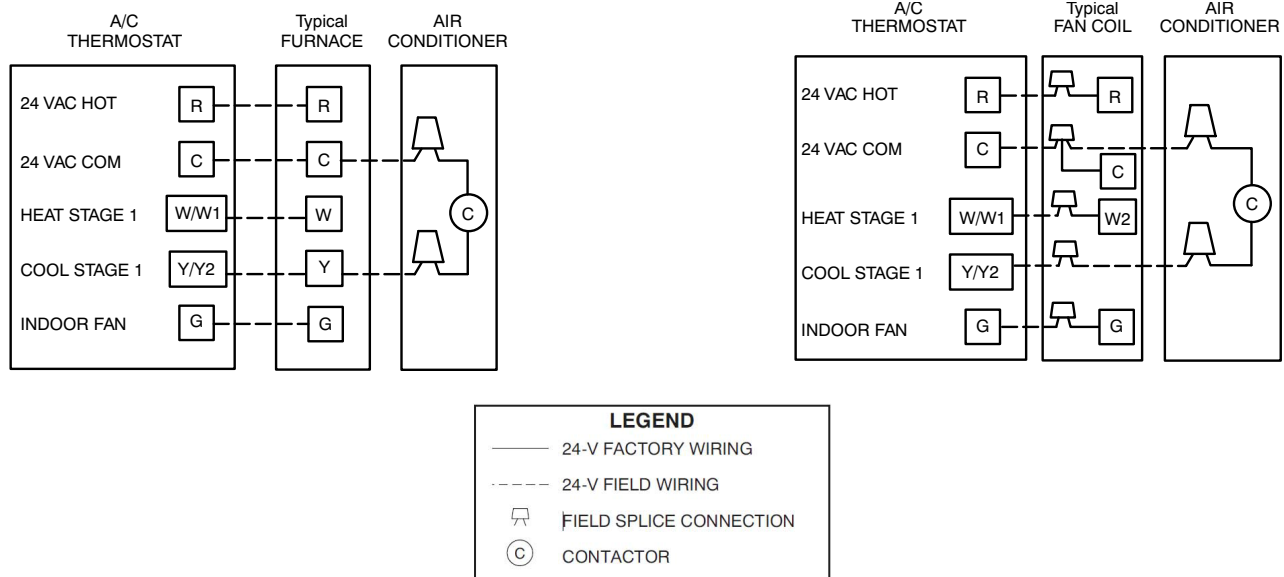 A/C
THERMOSTAT
Typical
FURNACE
AIR
CONDITIONER
24 VAC HOT
R
R
24 VAC COM
C
C
HEAT STAGE 1
W/W1
W
C
COOL STAGE 1
Y/Y2
Y
INDOOR FAN
G
G
A/C
THERMOSTAT
Typical
FAN COIL
AIR
CONDITIONER
24 VAC HOT
R
R
24 VAC COM
C
C
HEAT STAGE 1
W/W1
W2
C
COOL STAGE 1
Y/Y2
INDOOR FAN
G
G
LEGEND
24-V FACTORY WIRING
24-V FIELD WIRING
FIELD SPLICE CONNECTION
C
CONTACTOR